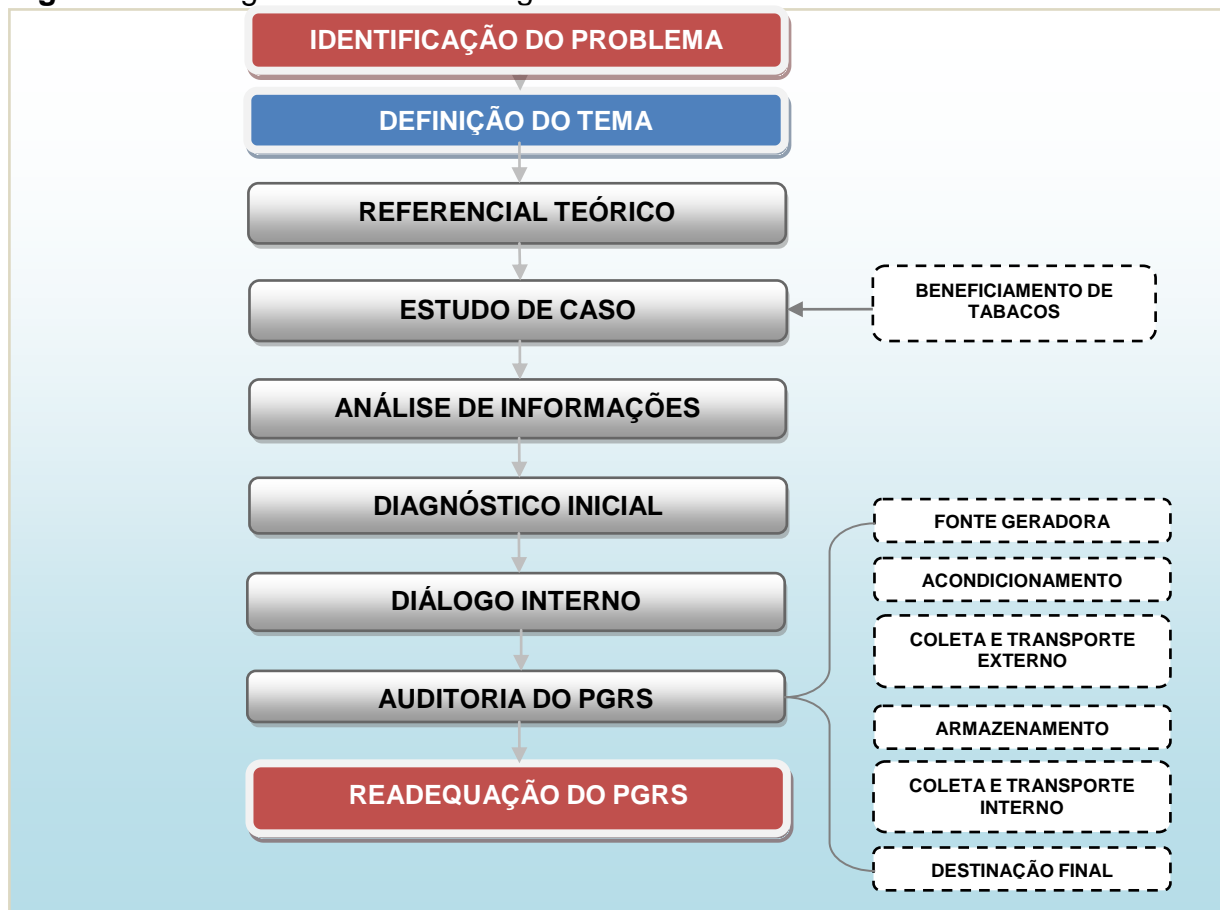 IDENTIFICAÇÃO DO PROBLEMA
DEFINIÇÃO DO TEMA
REFERENCIAL TEÓRICO
ESTUDO DE CASO
BENEFICIAMENTO DE
TABACOS
ANÁLISE DE INFORMAÇÕES
DIAGNÓSTICO INICIAL
DIÁLOGO INTERNO
AUDITORIA DO PGRS
READEQUAÇÃO DO PGRS
FONTE GERADORA
ACONDICIONAMENTO
COLETA E TRANSPORTE
EXTERNO
ARMAZENAMENTO
COLETA E TRANSPORTE
INTERNO
DESTINAÇÃO FINAL